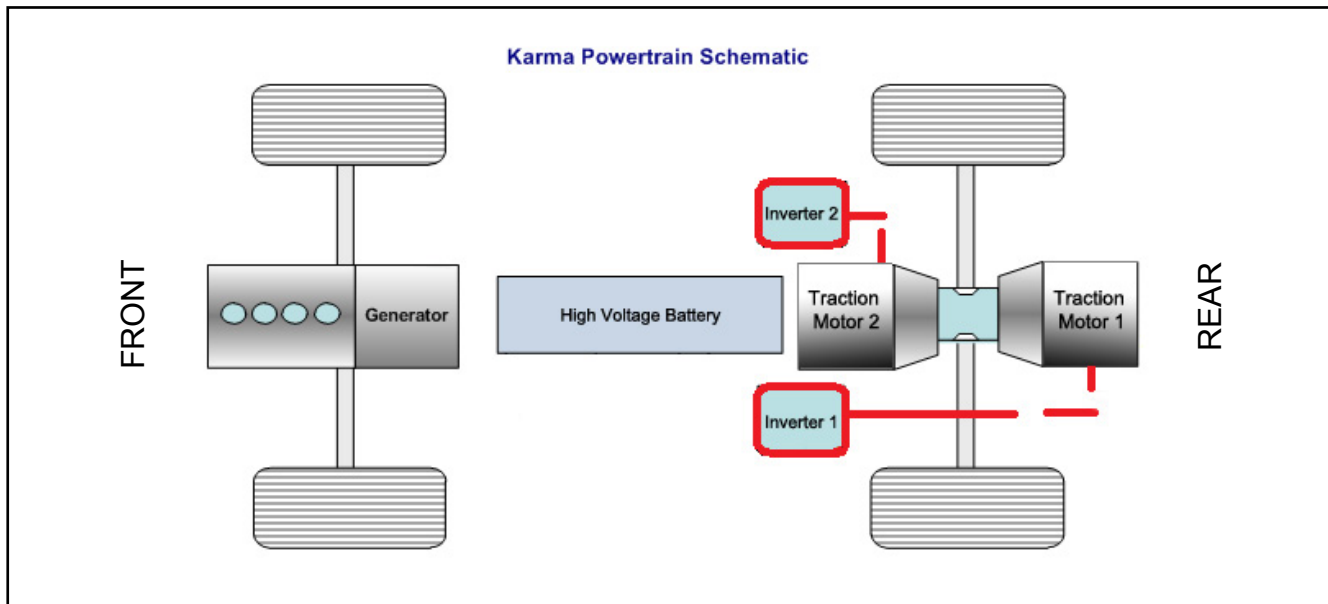 Karma Powertrain Schematic
FRONT
Generator
High Voltage Battery
Inverter 2
Traction
Motor 2
Traction
Motor 1
Inverter 1
REAR